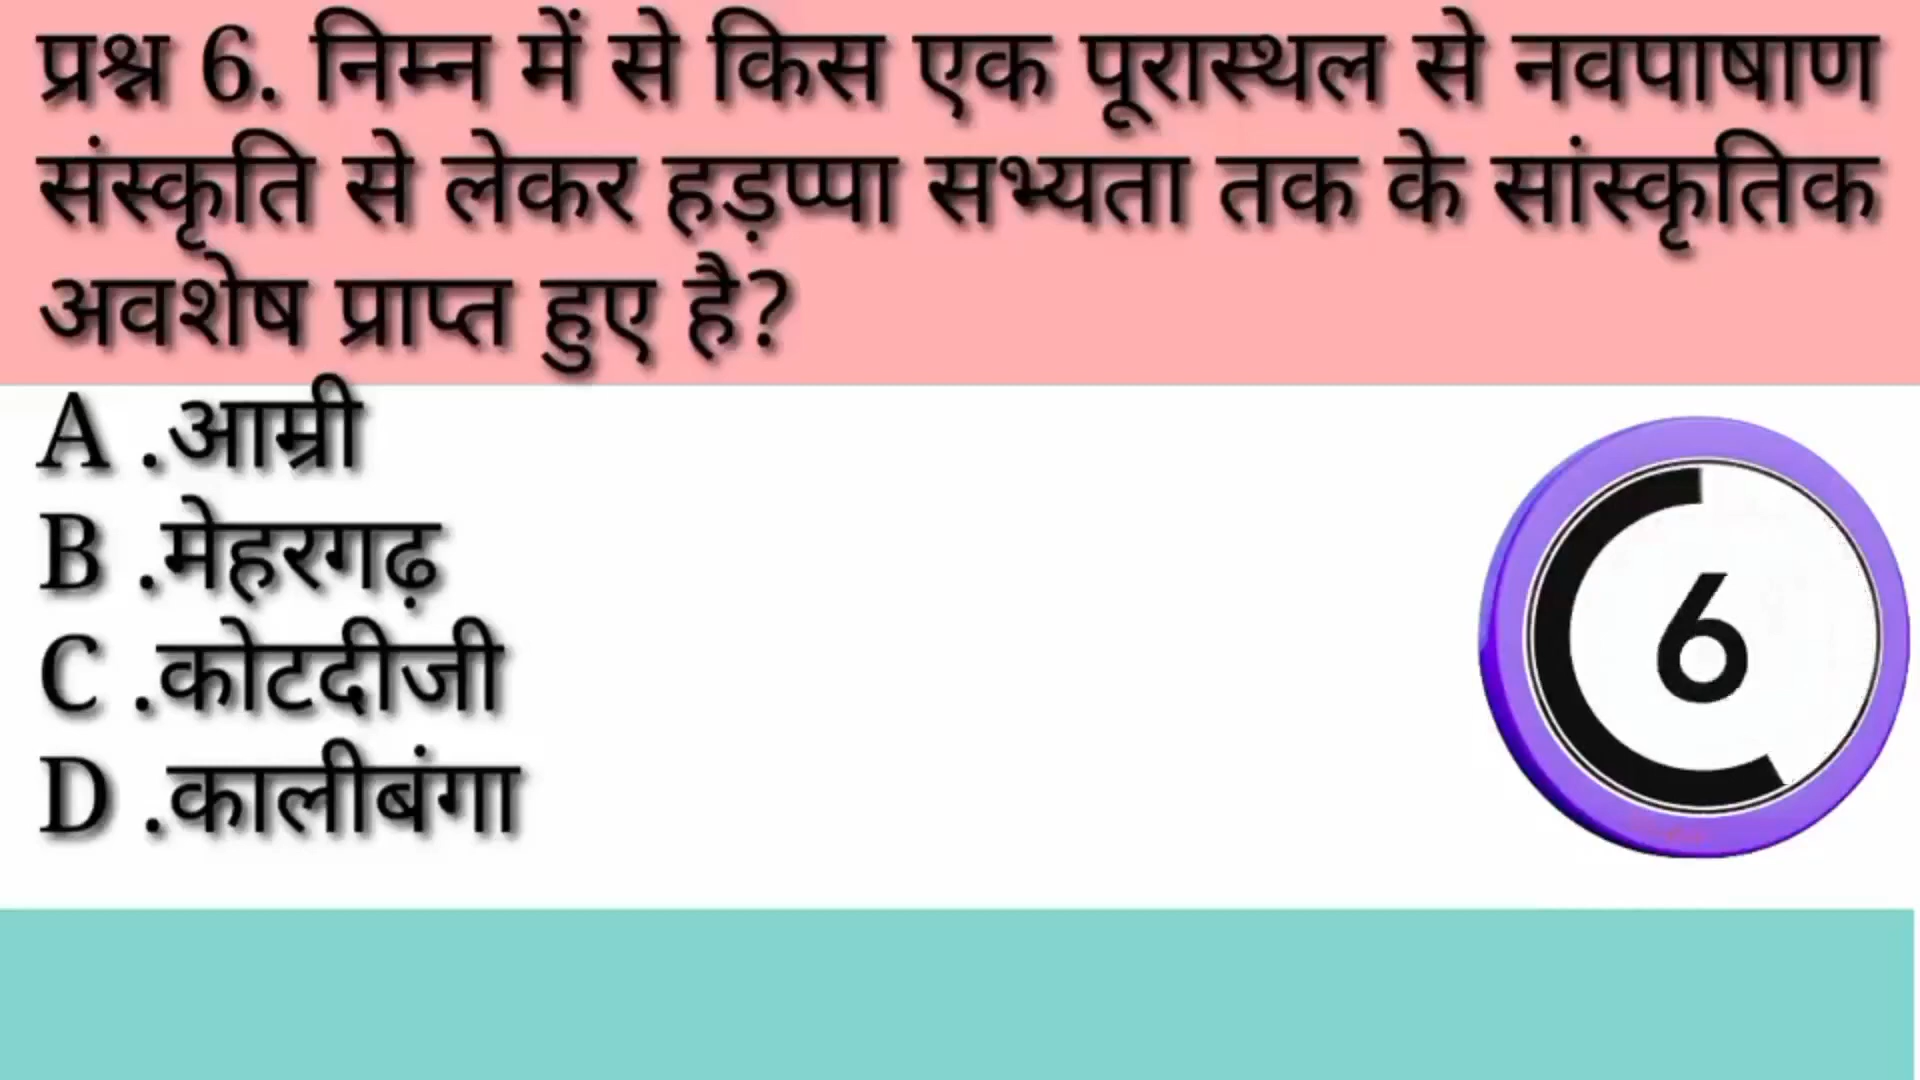 प्रश्न 6. निम्न में से किस एक पूरास्थल से नवपाषाण
संस्कृति से लेकर हड़प्पा सभ्यता तक के सांस्कृतिक
अवशेष प्राप्त हुए है?
A .आम्री
B .मेहरगढ़
C .कोटदीजी
D .कालीबंगा
6